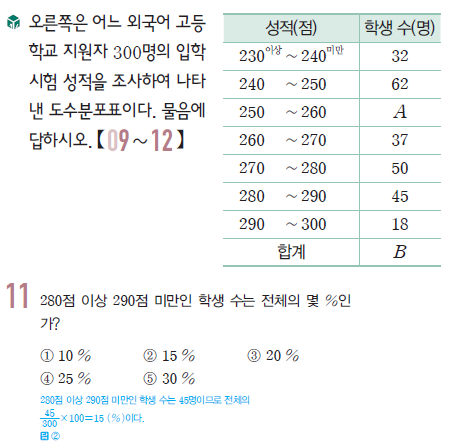 오른쪽은 어느 외국어 고등
학교 지원자 300명의 입학
시험 성적을 조사하여 나타
낸 도수분포표이다. 물음에
답하시오.【09~12】
성적(점) 학생 수(명)
230이상 ~ 240미만 32
240 ~ 250 62
250 ~ 260 A
260 ~ 270 37
270 ~ 280 50
280 ~ 290 45
290 ~ 300 18
합계 B
11 280점 이상 290점 미만인 학생 수는 전체의 몇 %인
가?
① 10 % ② 15 % ③ 20 %
④ 25 % ⑤ 30 %
280점 이상 290점 미만인 학생 수는 45명이므로 전체의
45/300 ×100=15 (%)이다.
답 ②